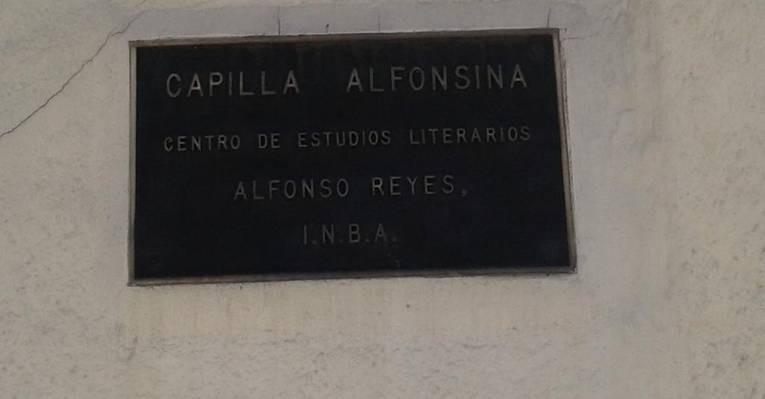 CAPILLA ALFONSINA
CENTRO DE ESTUDIOS LITERARIOS
ALFONSO REYES,
I.N.B.A.